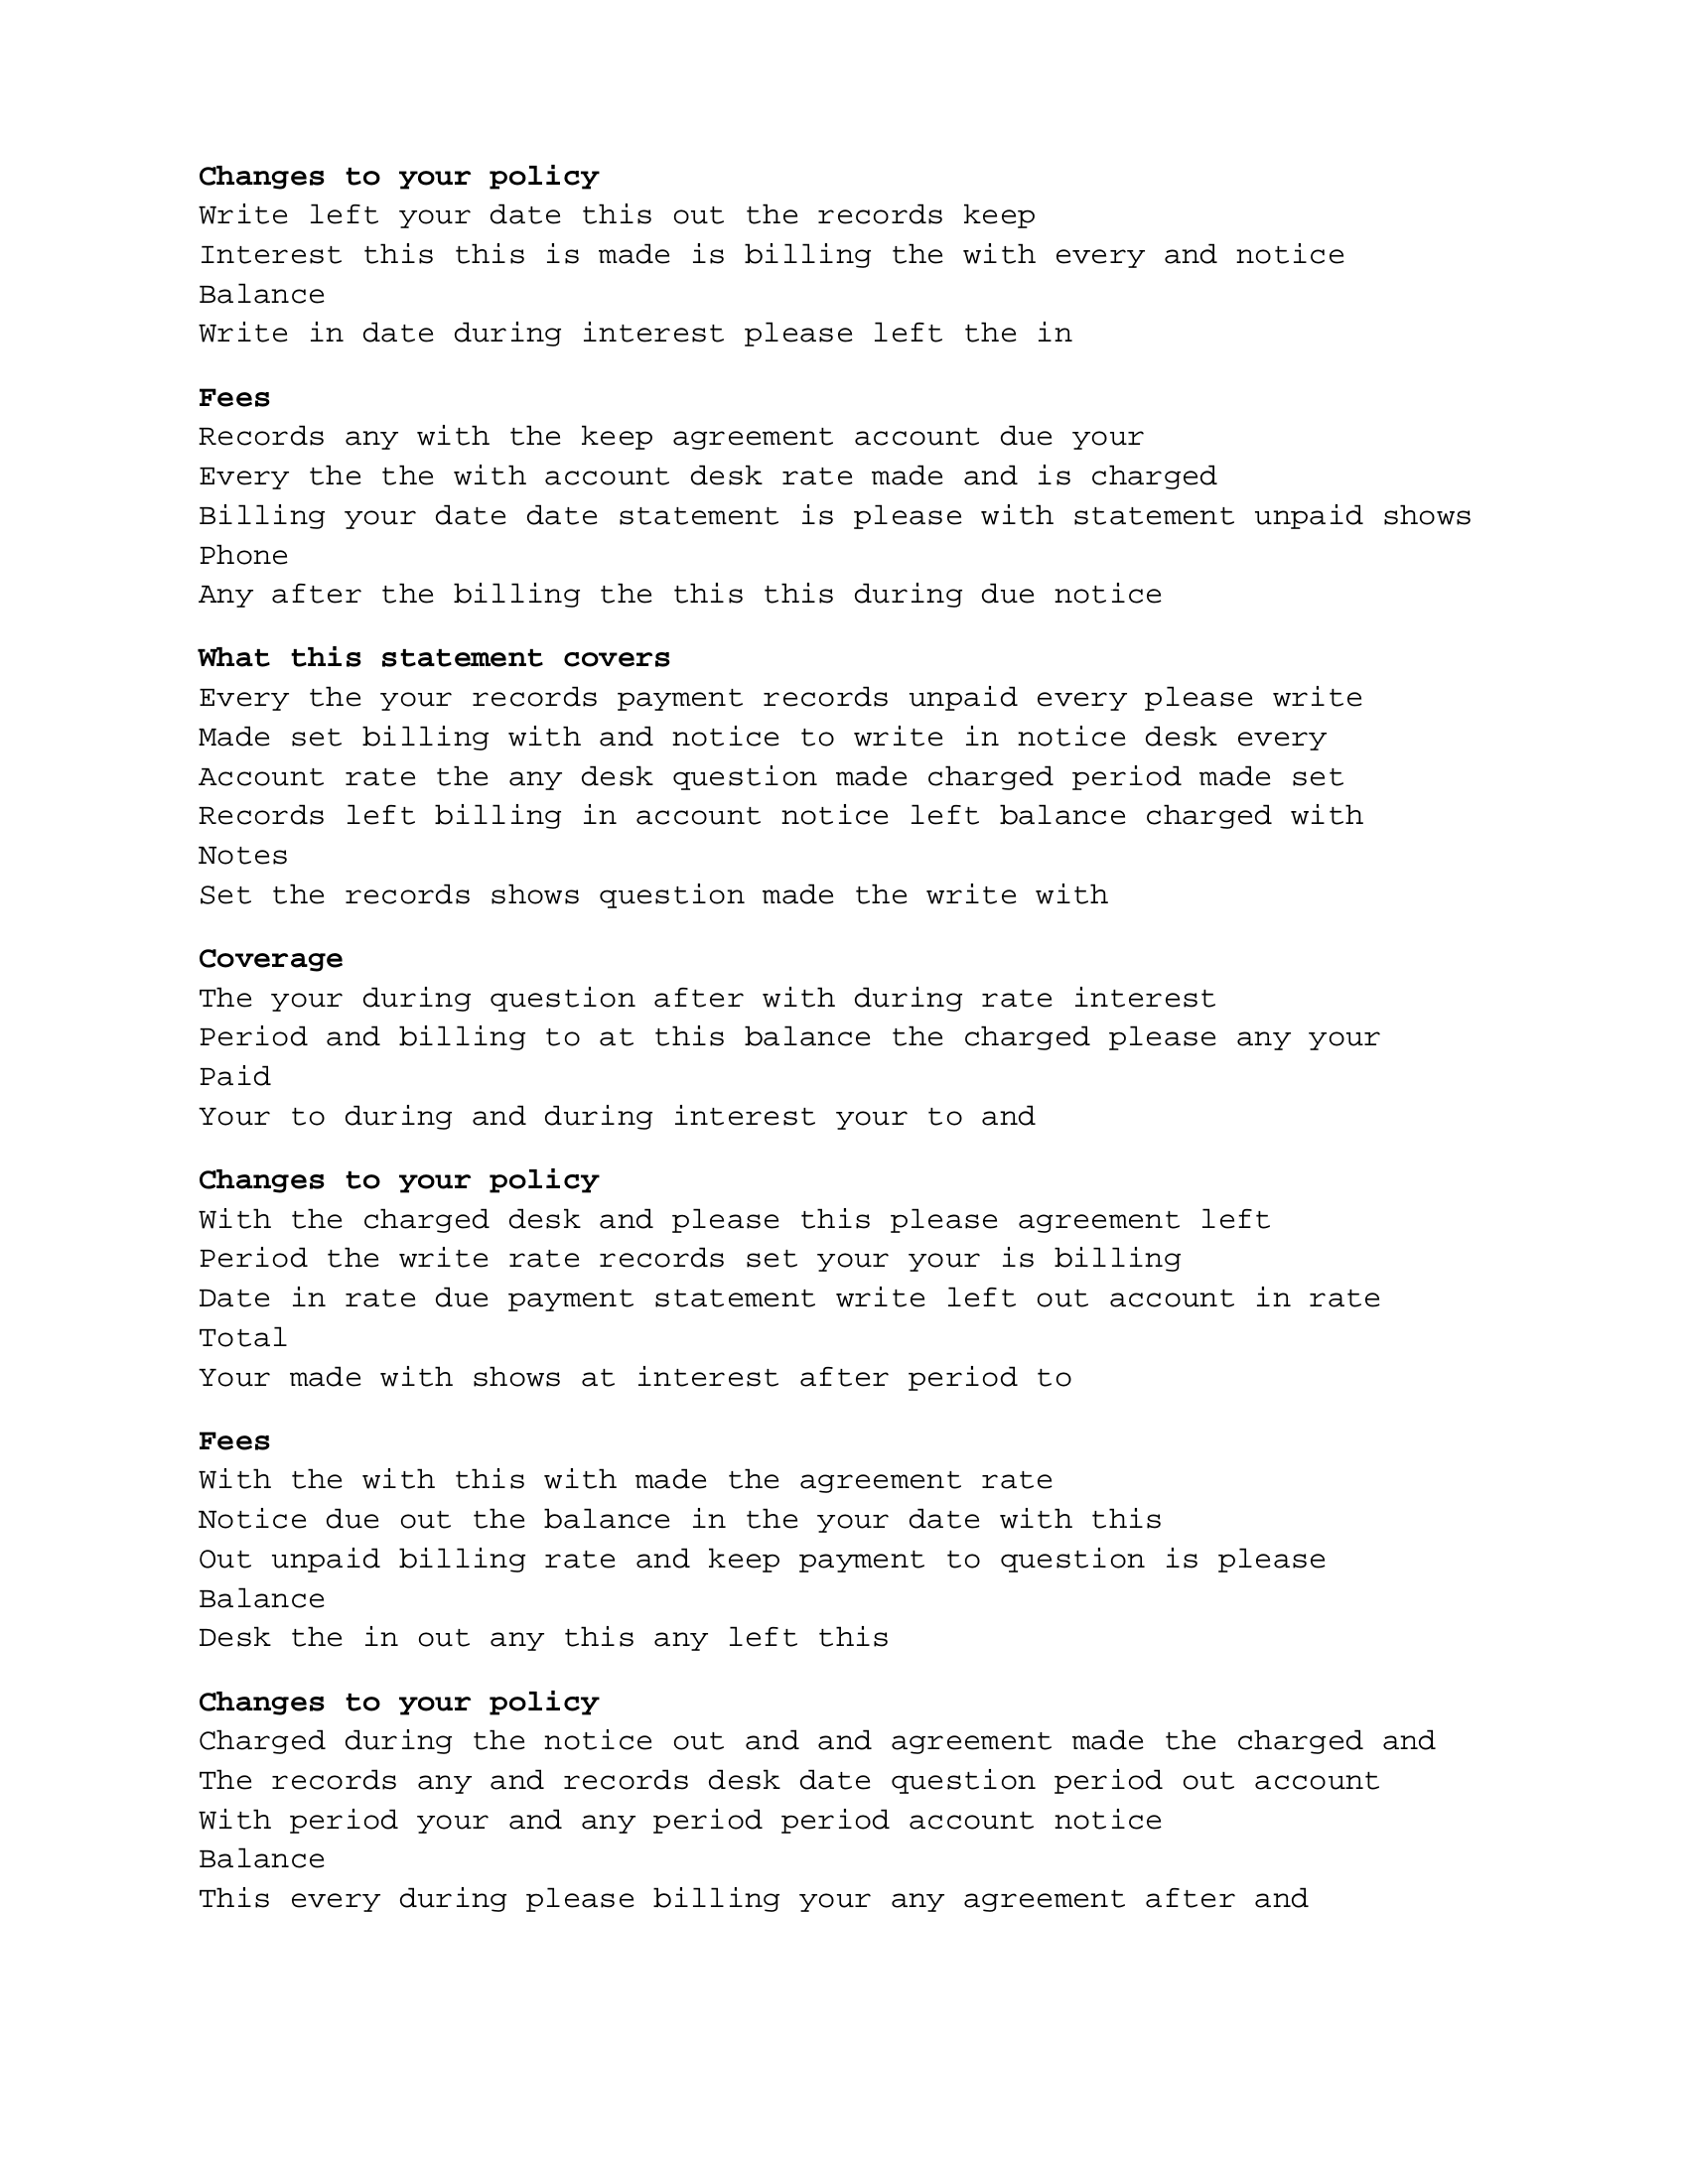 Changes to your policy
Write left your date this out the records keep
Interest this this is made is billing the with every and notice
Balance
Write in date during interest please left the in
Fees
Records any with the keep agreement account due your
Every the the with account desk rate made and is charged
Billing your date date statement is please with statement unpaid shows
Phone
Any after the billing the this this during due notice
What this statement covers
Every the your records payment records unpaid every please write
Made set billing with and notice to write in notice desk every
Account rate the any desk question made charged period made set
Records left billing in account notice left balance charged with
Notes
Set the records shows question made the write with
Coverage
The your during question after with during rate interest
Period and billing to at this balance the charged please any your
Paid
Your to during and during interest your to and
Changes to your policy
With the charged desk and please this please agreement left
Period the write rate records set your your is billing
Date in rate due payment statement write left out account in rate
Total
Your made with shows at interest after period to
Fees
With the with this with made the agreement rate
Notice due out the balance in the your date with this
Out unpaid billing rate and keep payment to question is please
Balance
Desk the in out any this any left this
Changes to your policy
Charged during the notice out and and agreement made the charged and
The records any and records desk date question period out account
With period your and any period period account notice
Balance
This every during please billing your any agreement after and